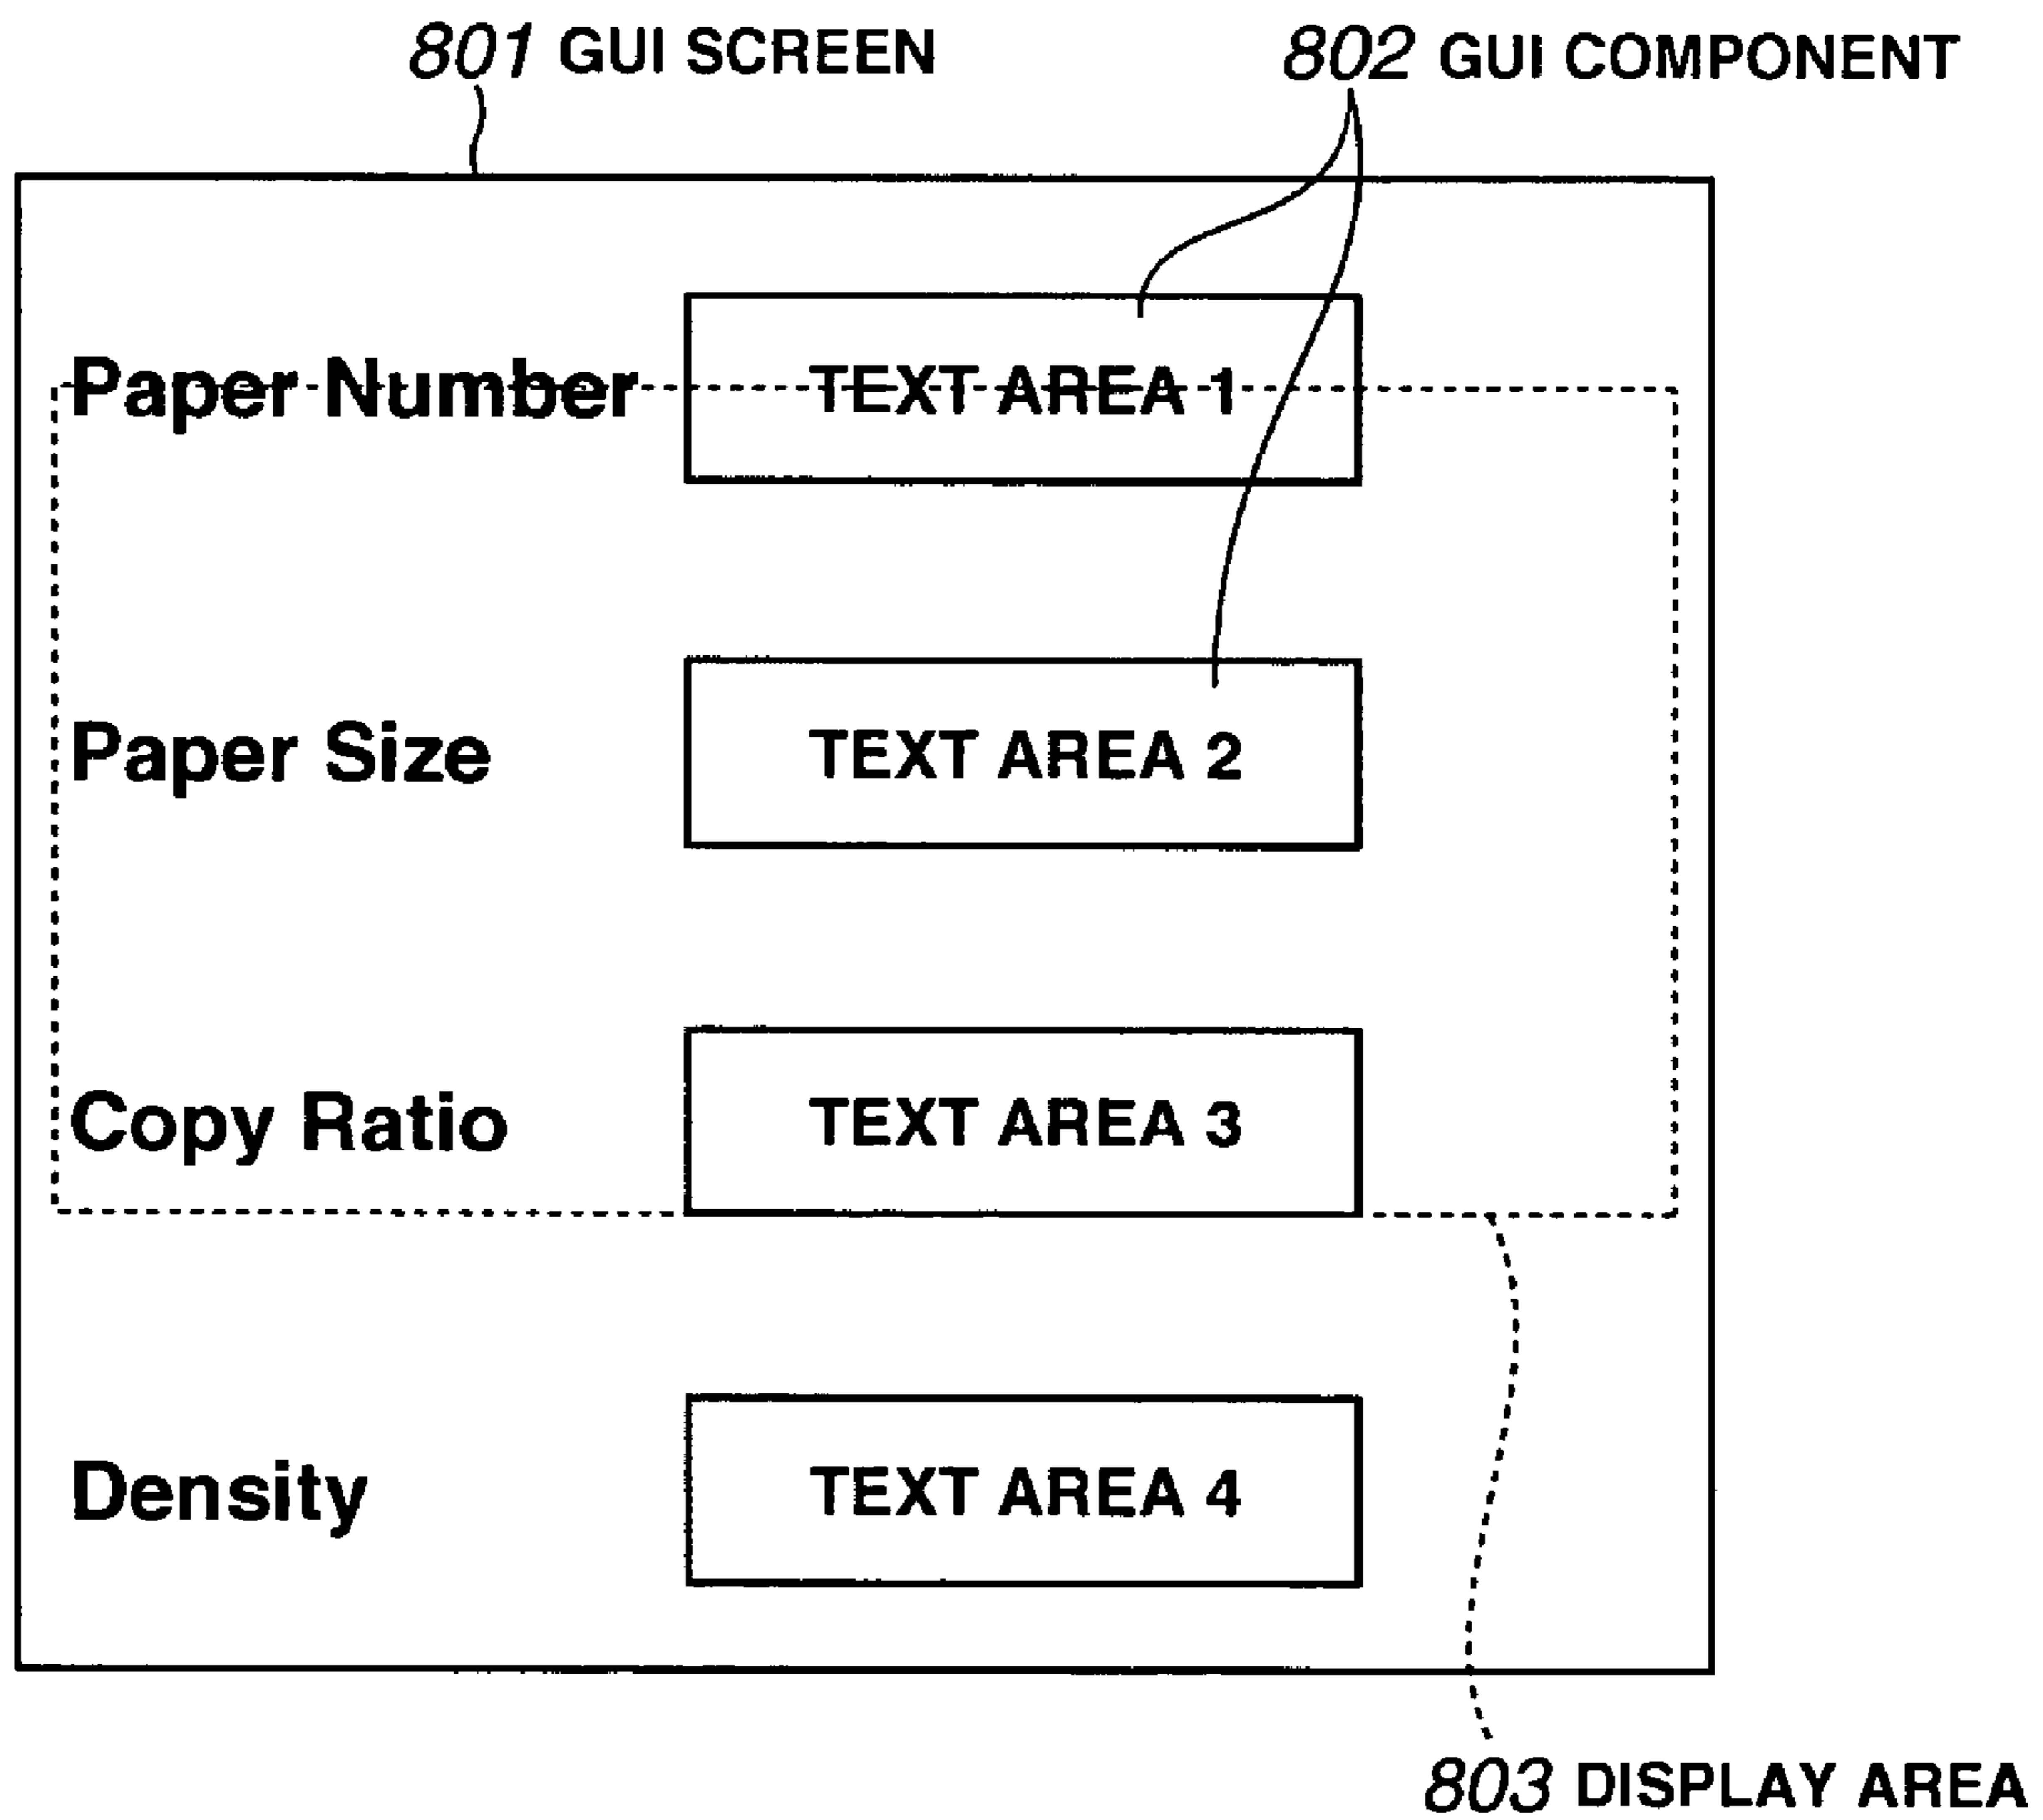 801 GUI SCREEN
802 GUI COMPONENT
Paper Number TEXT AREA 1
Paper Size TEXT AREA 2
Copy Ratio TEXT AREA 3
Density TEXT AREA 4
803 DISPLAY AREA